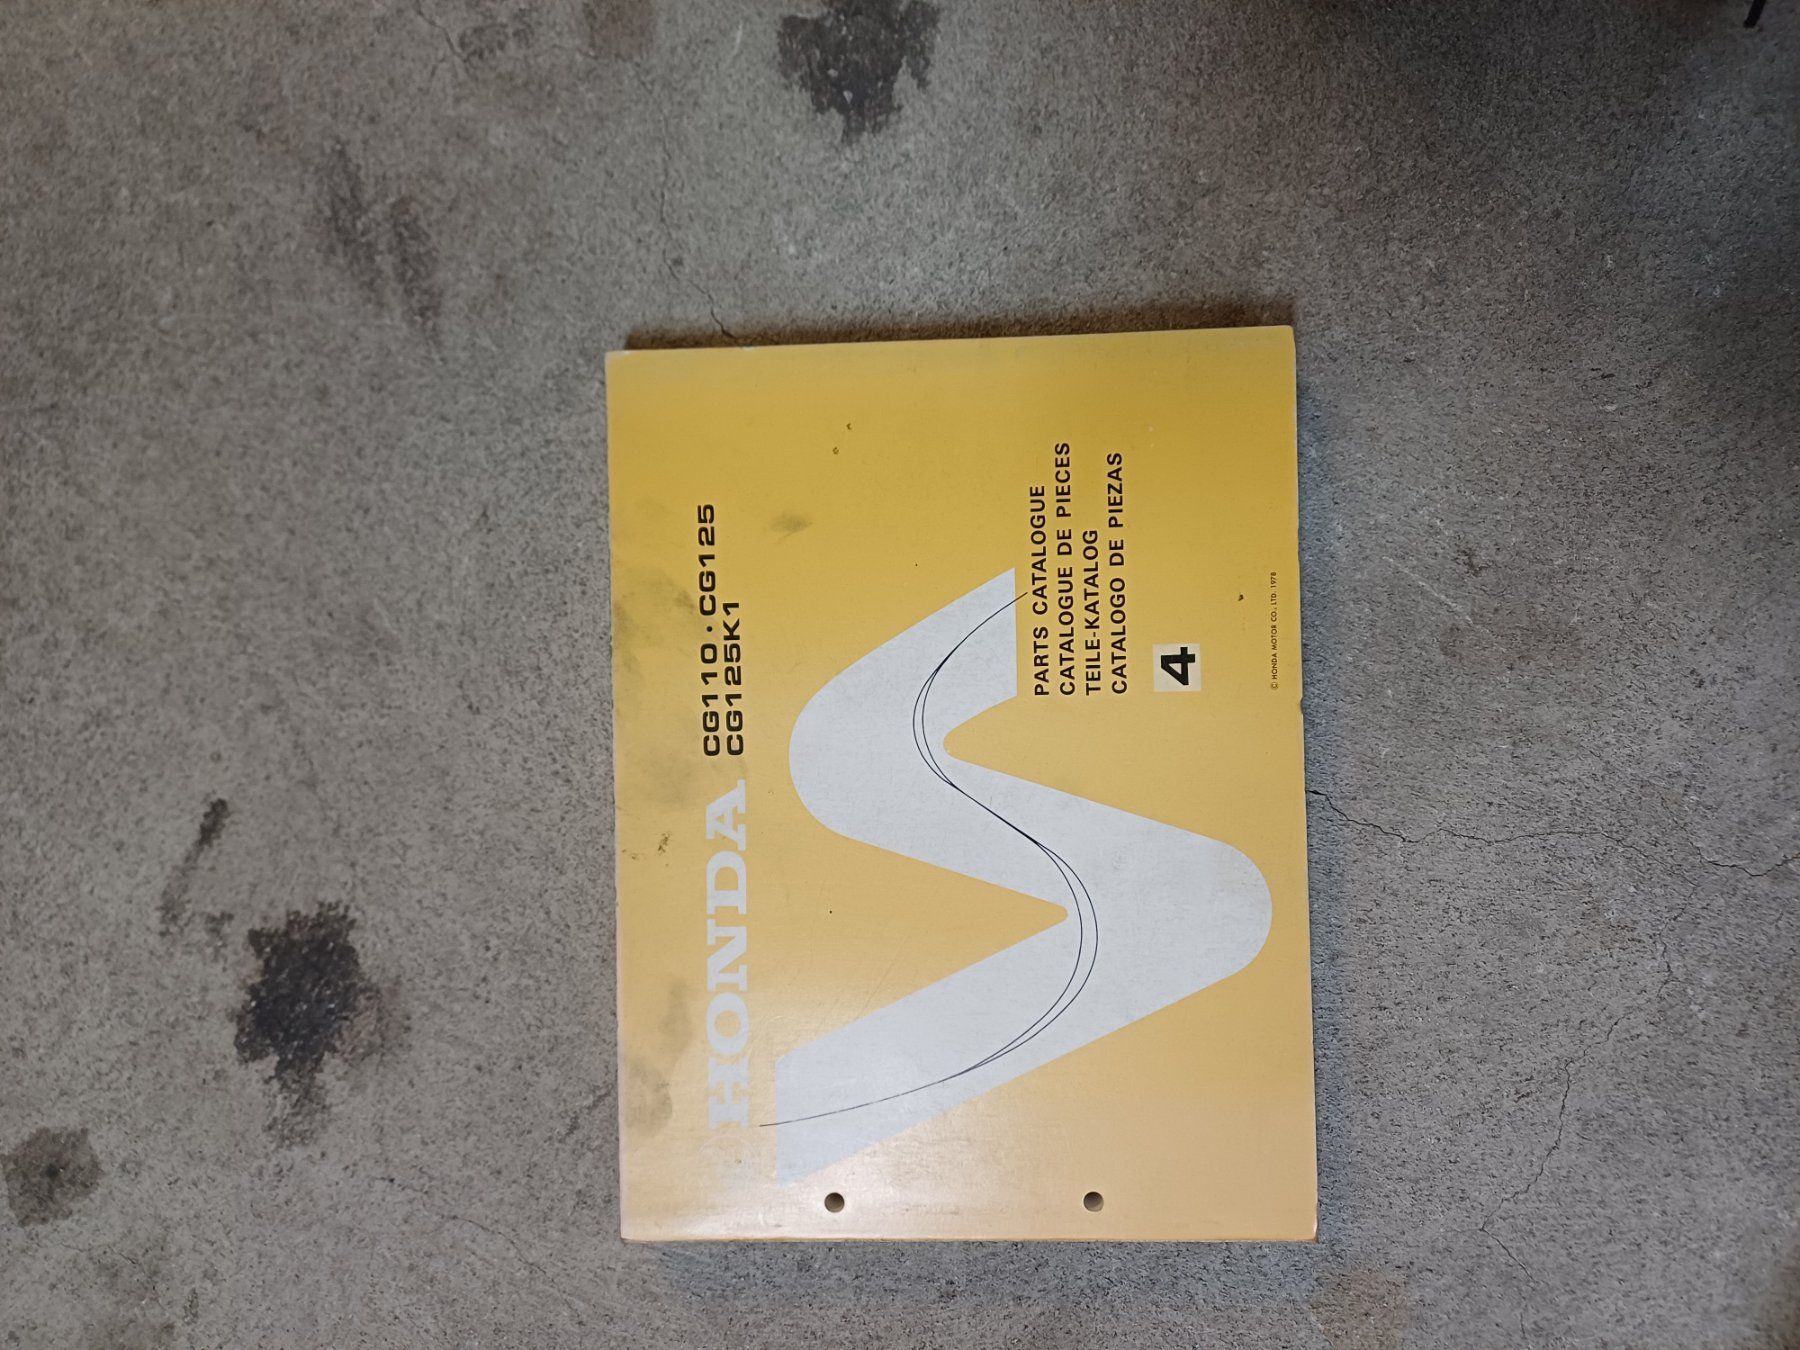 HONDA
CG110·CG125
CG125K1
PARTS CATALOGUE
CATALOGUE DE PIECES
TEILE-KATALOG
CATALOGO DE PIEZAS
4
© HONDA MOTOR CO., LTD. 1978